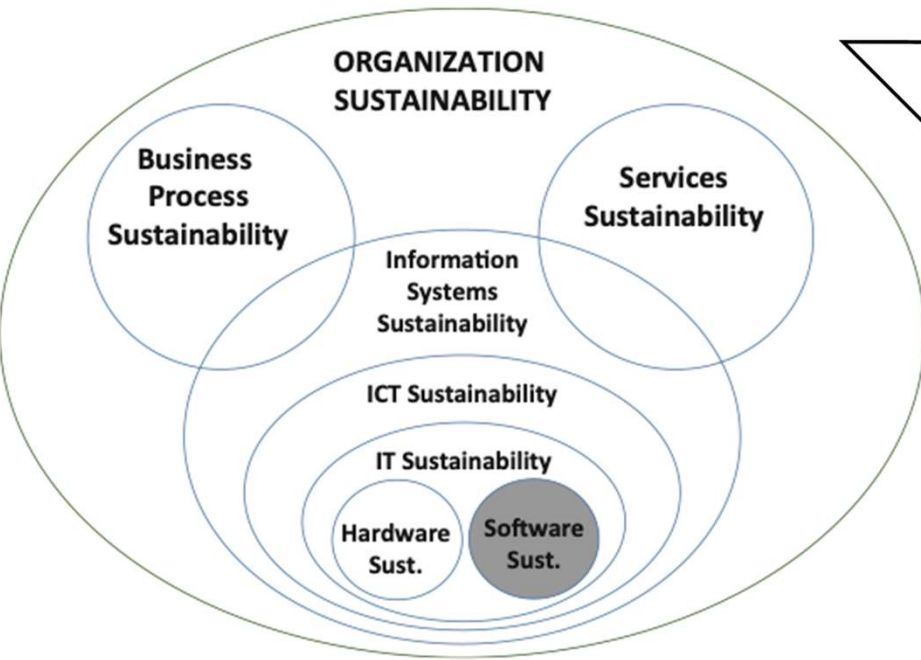 ORGANIZATION
SUSTAINABILITY
Business
Process
Sustainability
Services
Sustainability
Information
Systems
Sustainability
ICT Sustainability
IT Sustainability
Hardware
Sust.
Software
Sust.